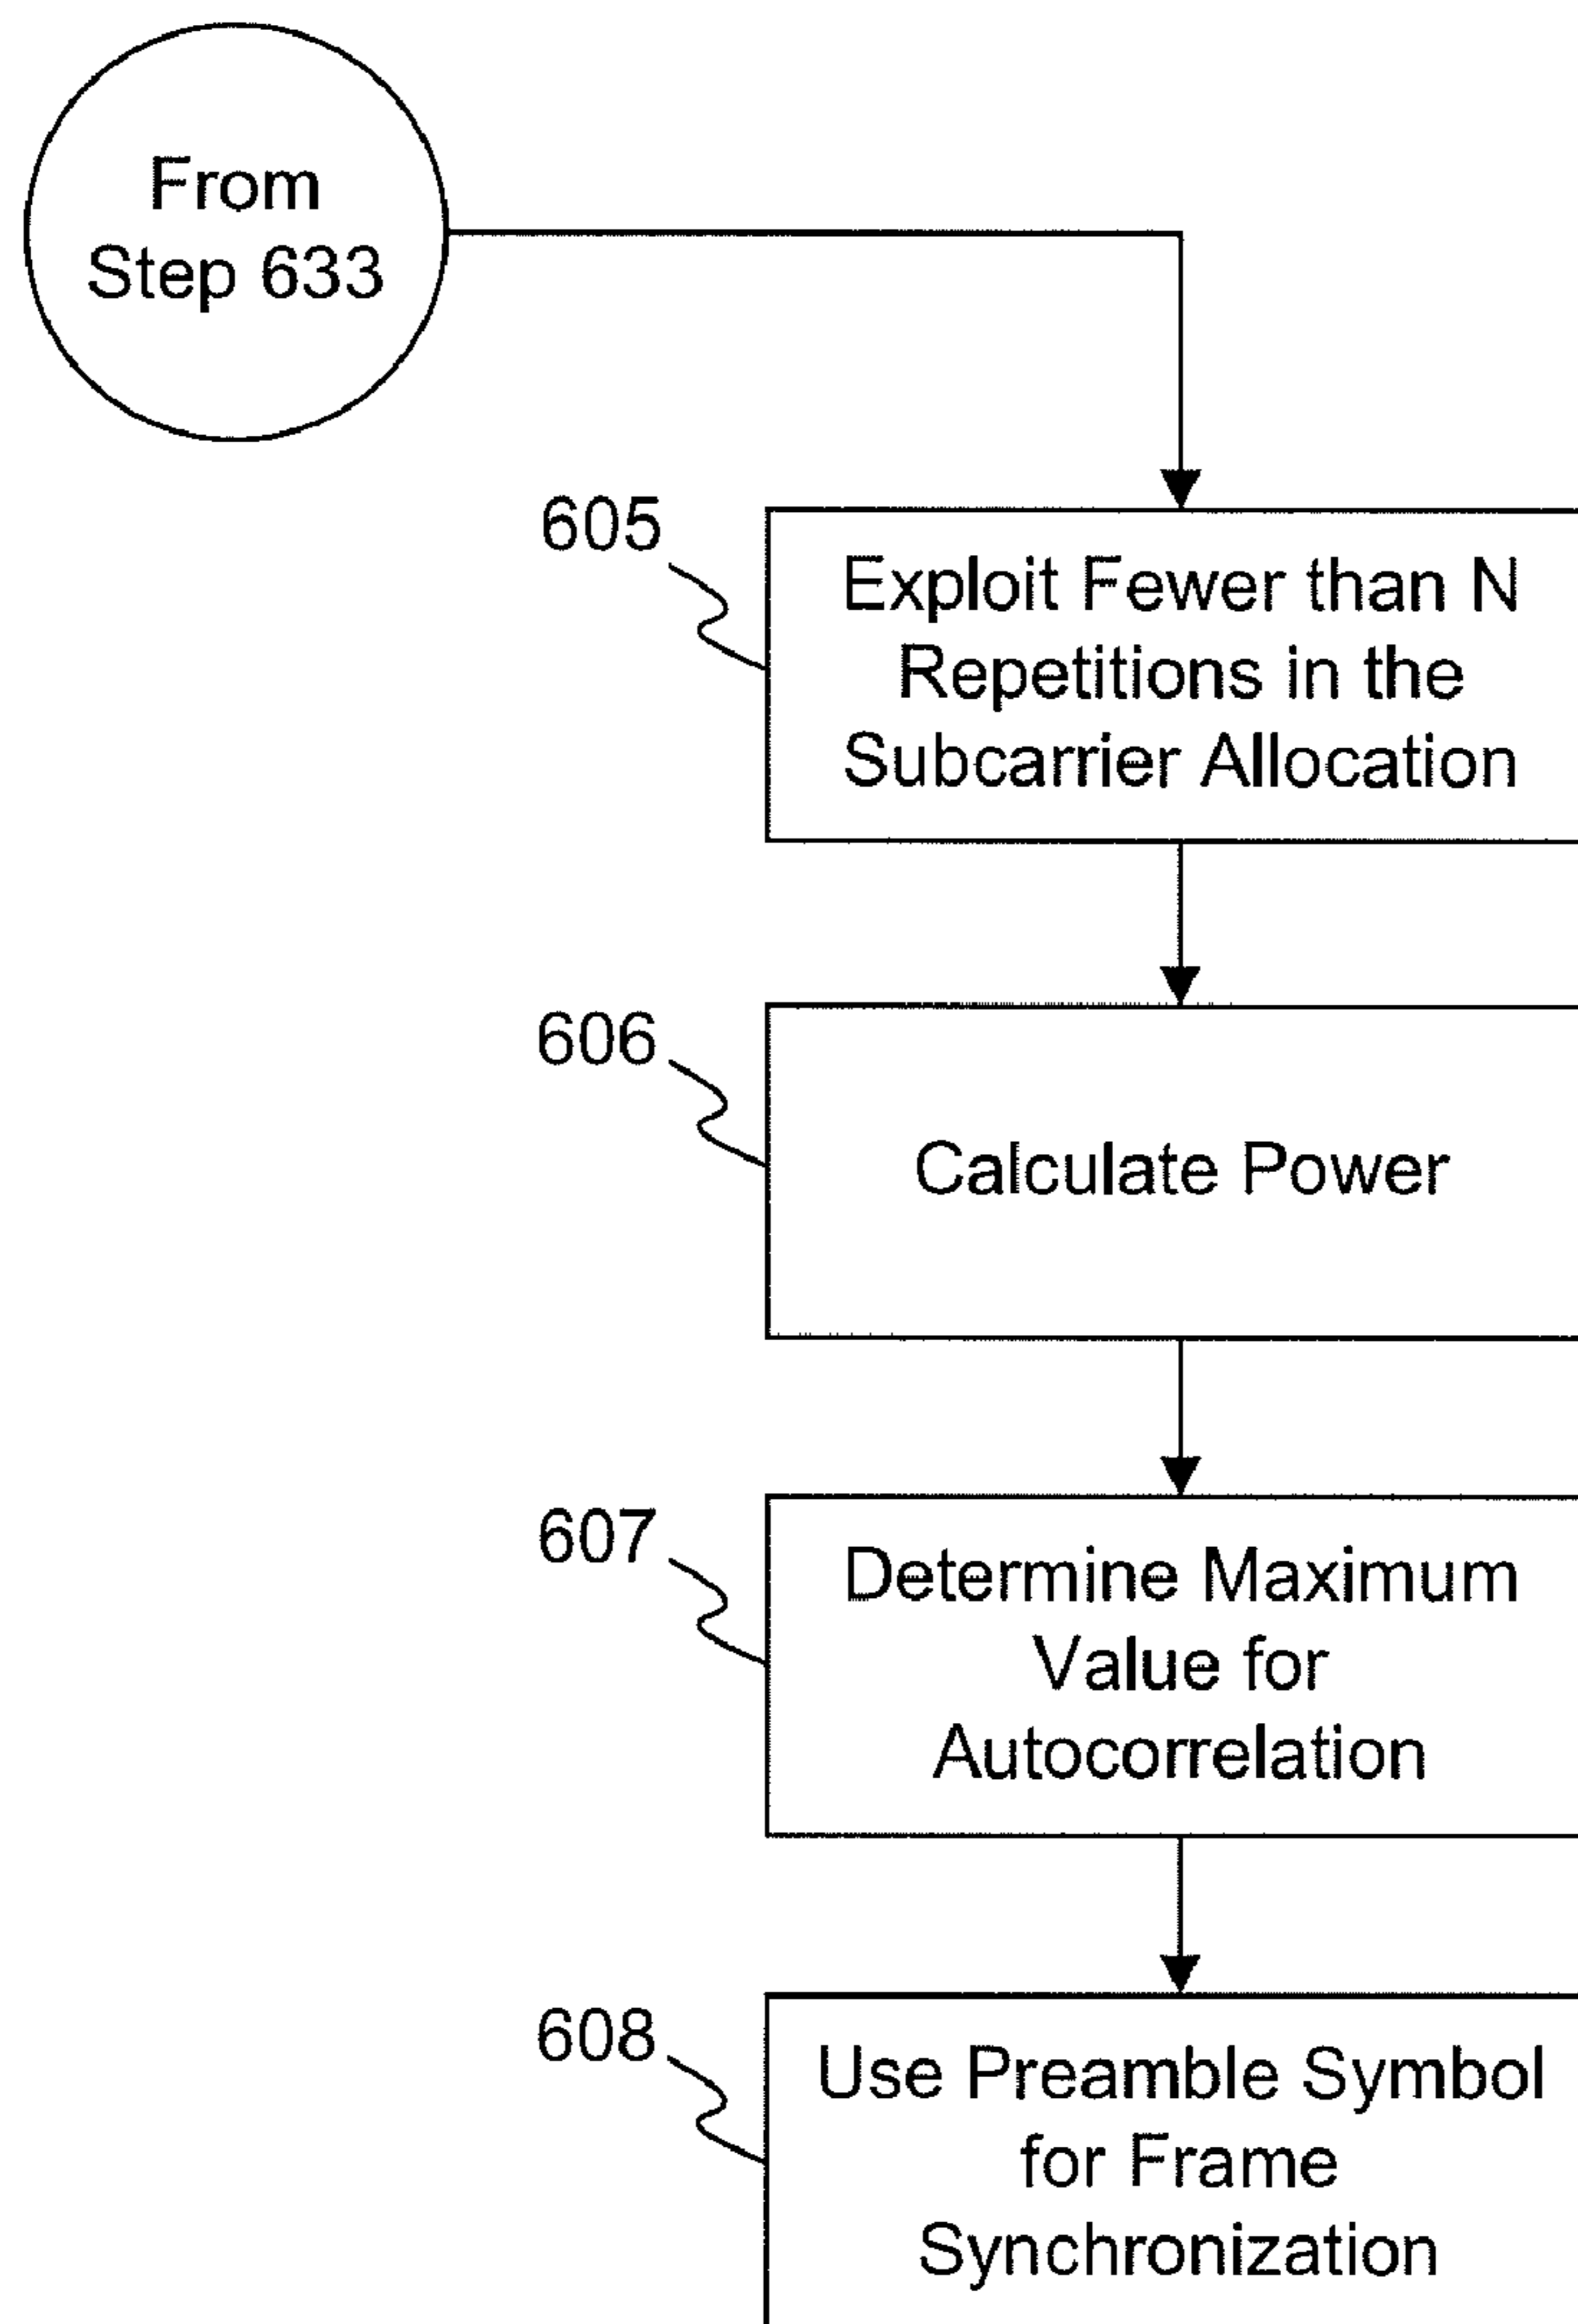 From
Step 633
605
Exploit Fewer than N
Repetitions in the
Subcarrier Allocation
606
Calculate Power
607
Determine Maximum
Value for
Autocorrelation
608
Use Preamble Symbol
for Frame
Synchronization